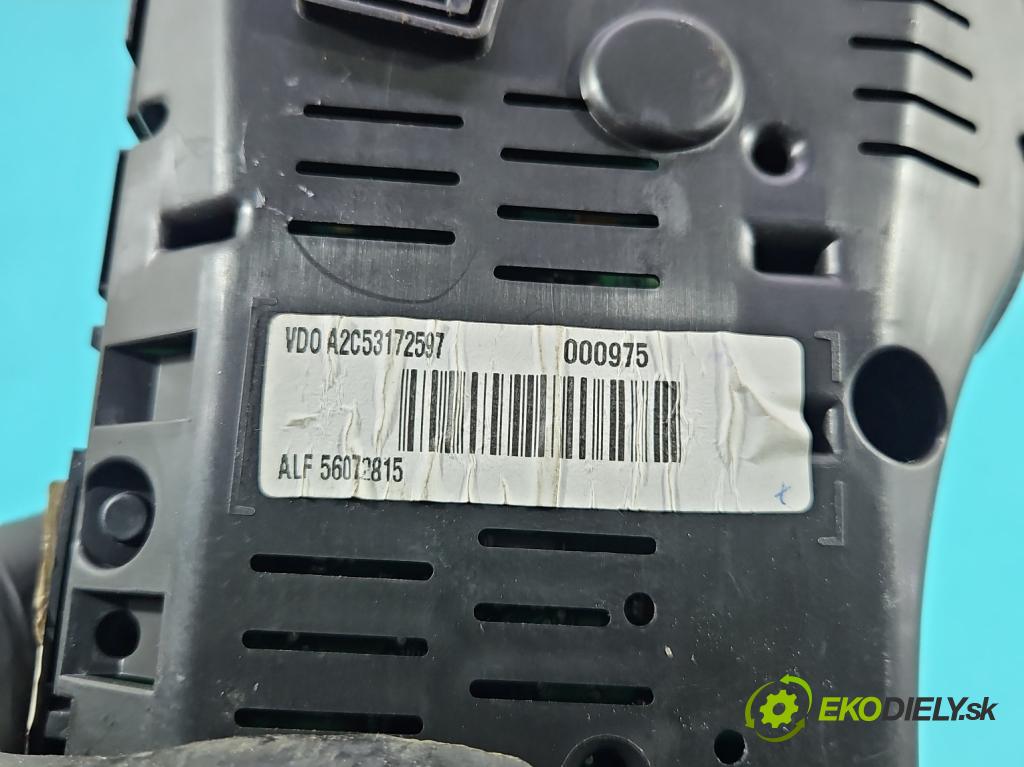 VDO A2C53172597 000975
ALF 56072815
EKODIELY.sk